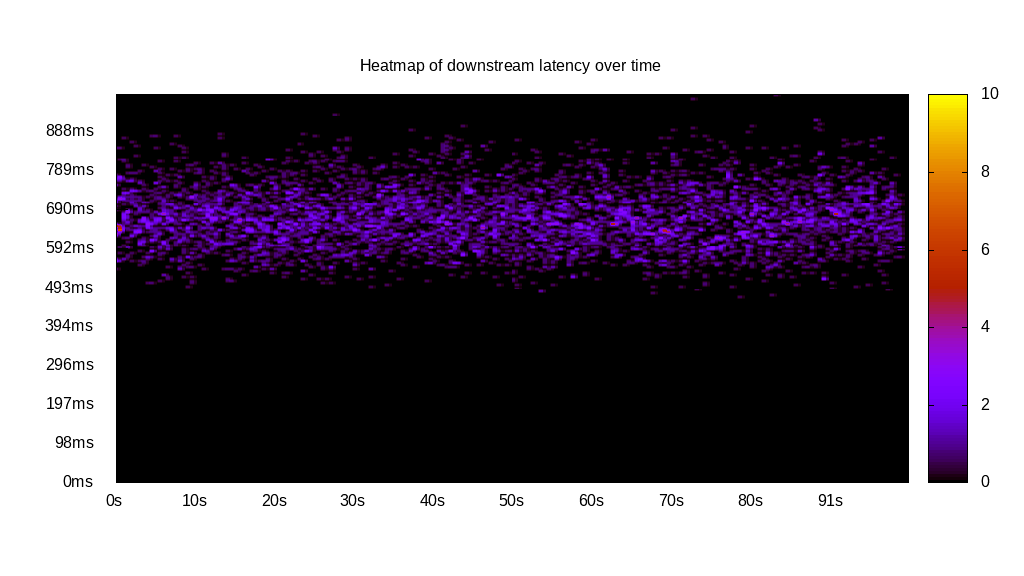 Heatmap of downstream latency over time
888ms
789ms
690ms
592ms
493ms
394ms
296ms
197ms
98ms
0ms
0s 10s 20s 30s 40s 50s 60s 70s 80s 91s
10
8
6
4
2
0